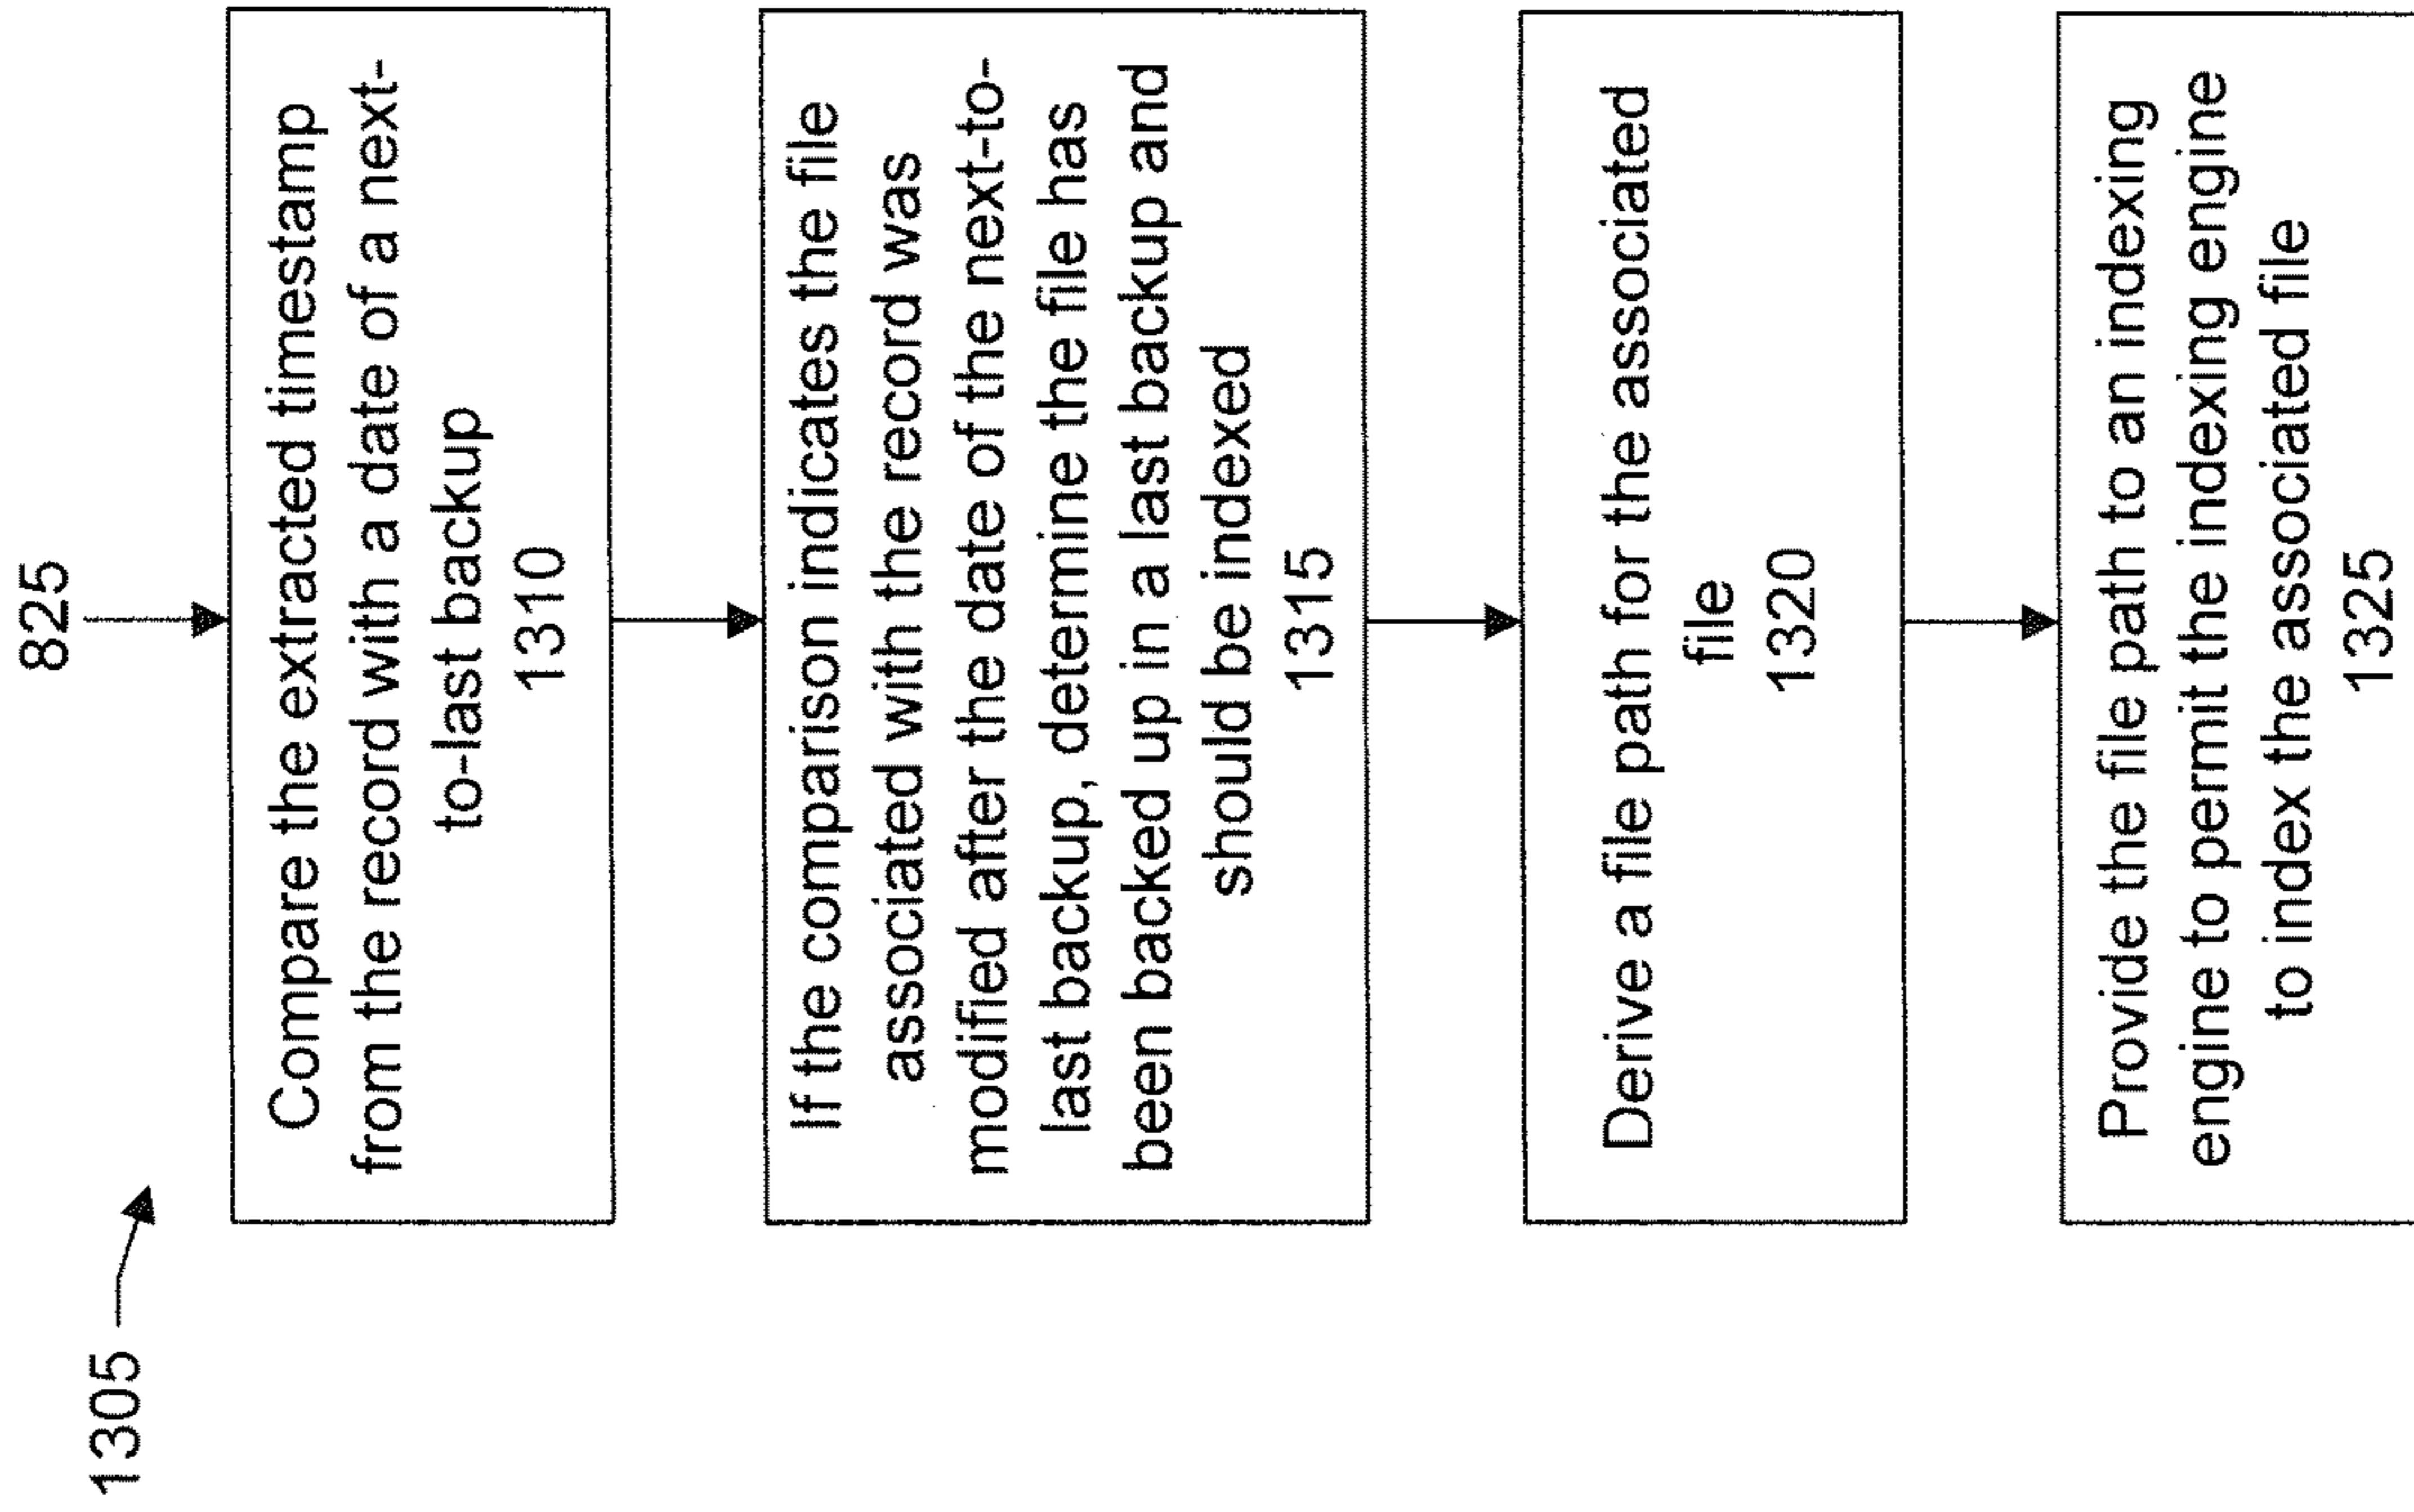 1305
825
Compare the extracted timestamp
from the record with a date of a next-
to-last backup
1310
If the comparison indicates the file
associated with the record was
modified after the date of the next-to-
last backup, determine the file has
been backed up in a last backup and
should be indexed
1315
Derive a file path for the associated
file
1320
Provide the file path to an indexing
engine to permit the indexing engine
to index the associated file
1325